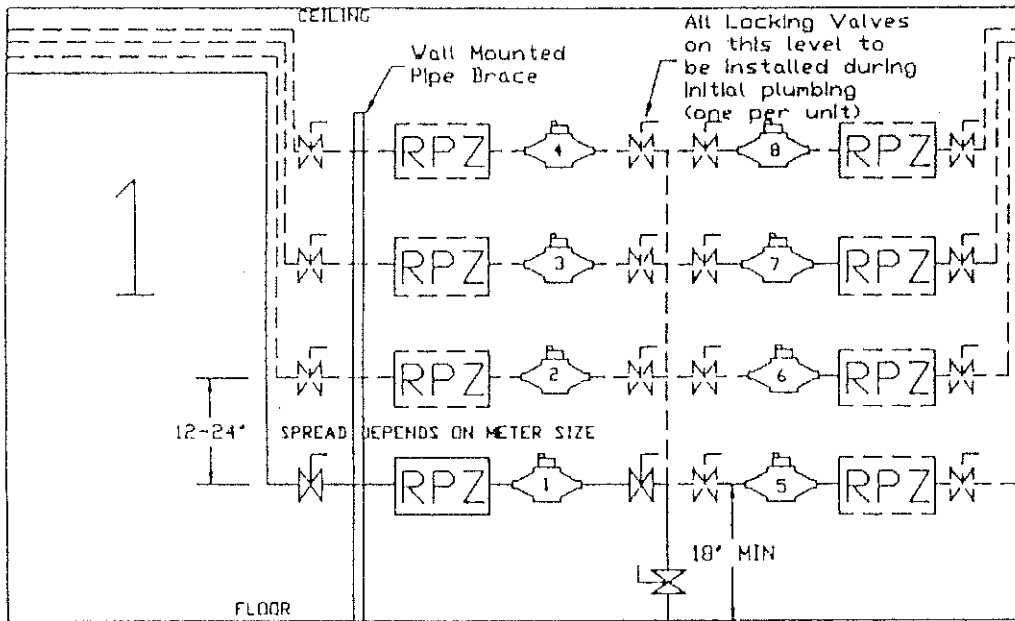 CEILING
All Locking Valves
on this level to
be installed during
initial plumbing
(one per unit)
Wall Mounted
Pipe Brace
RPZ 4 8 RPZ
1
RPZ 3 7 RPZ
RPZ 2 6 RPZ
12-24" SPREAD DEPENDS ON METER SIZE
RPZ 1 5 RPZ
18" MIN
FLOOR